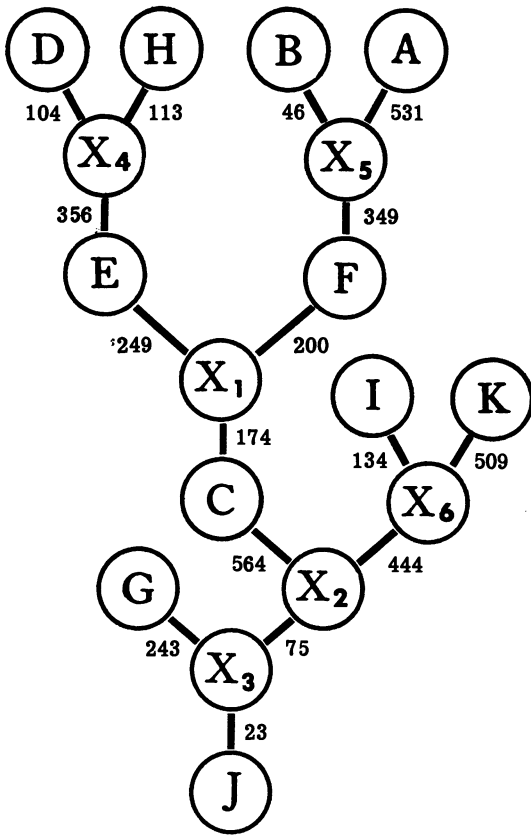 D H B A
104 113 46 531
X₄ X₅
356 349
E F
249 200
X₁ I K
174 134 509
C X₆
564 444
G X₂
243 75
X₃
23
J